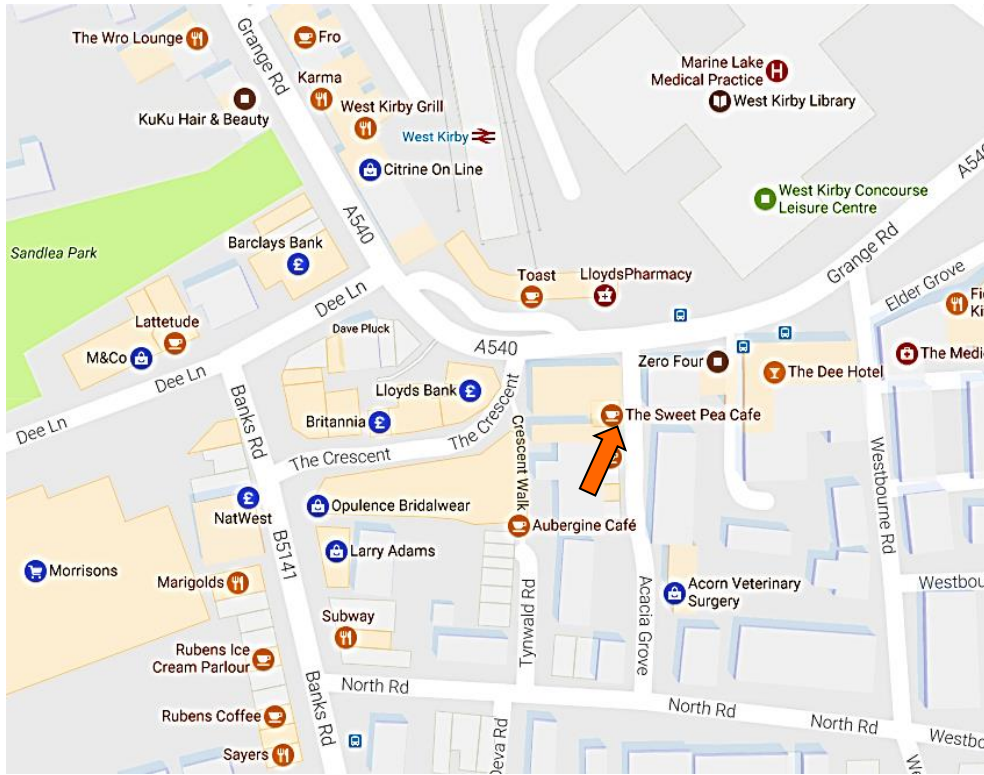 The Wro Lounge
Grange Rd
Fro
Karma
West Kirby Grill
KuKu Hair & Beauty
Citrine On Line
West Kirby
Marine Lake
Medical Practice
H
West Kirby Library
West Kirby Concourse
Leisure Centre
A540
Grange Rd
Elder Grove
Sandlea Park
Barclays Bank
£
A540
Dee Ln
Toast
LloydsPharmacy
Lattetude
M&Co
Dee Ln
Dee Ln
Dave Pluck
A540
Zero Four
The Dee Hotel
The Medi
Fi
Ki
Lloyds Bank
£
Britannia
£
The Crescent
The Crescent
Crescent Walk
The Sweet Pea Cafe
Banks Rd
Westbourne Rd
NatWest
£
Opulence Bridalwear
Aubergine Café
Larry Adams
B5141
Morrisons
Marigolds
Tynwald Rd
Acacia Grove
Acorn Veterinary
Surgery
Westbou
Subway
Rubens Ice
Cream Parlour
North Rd
North Rd
North Rd
Banks Rd
Rubens Coffee
Sayers
Deva Rd
Westbo
We